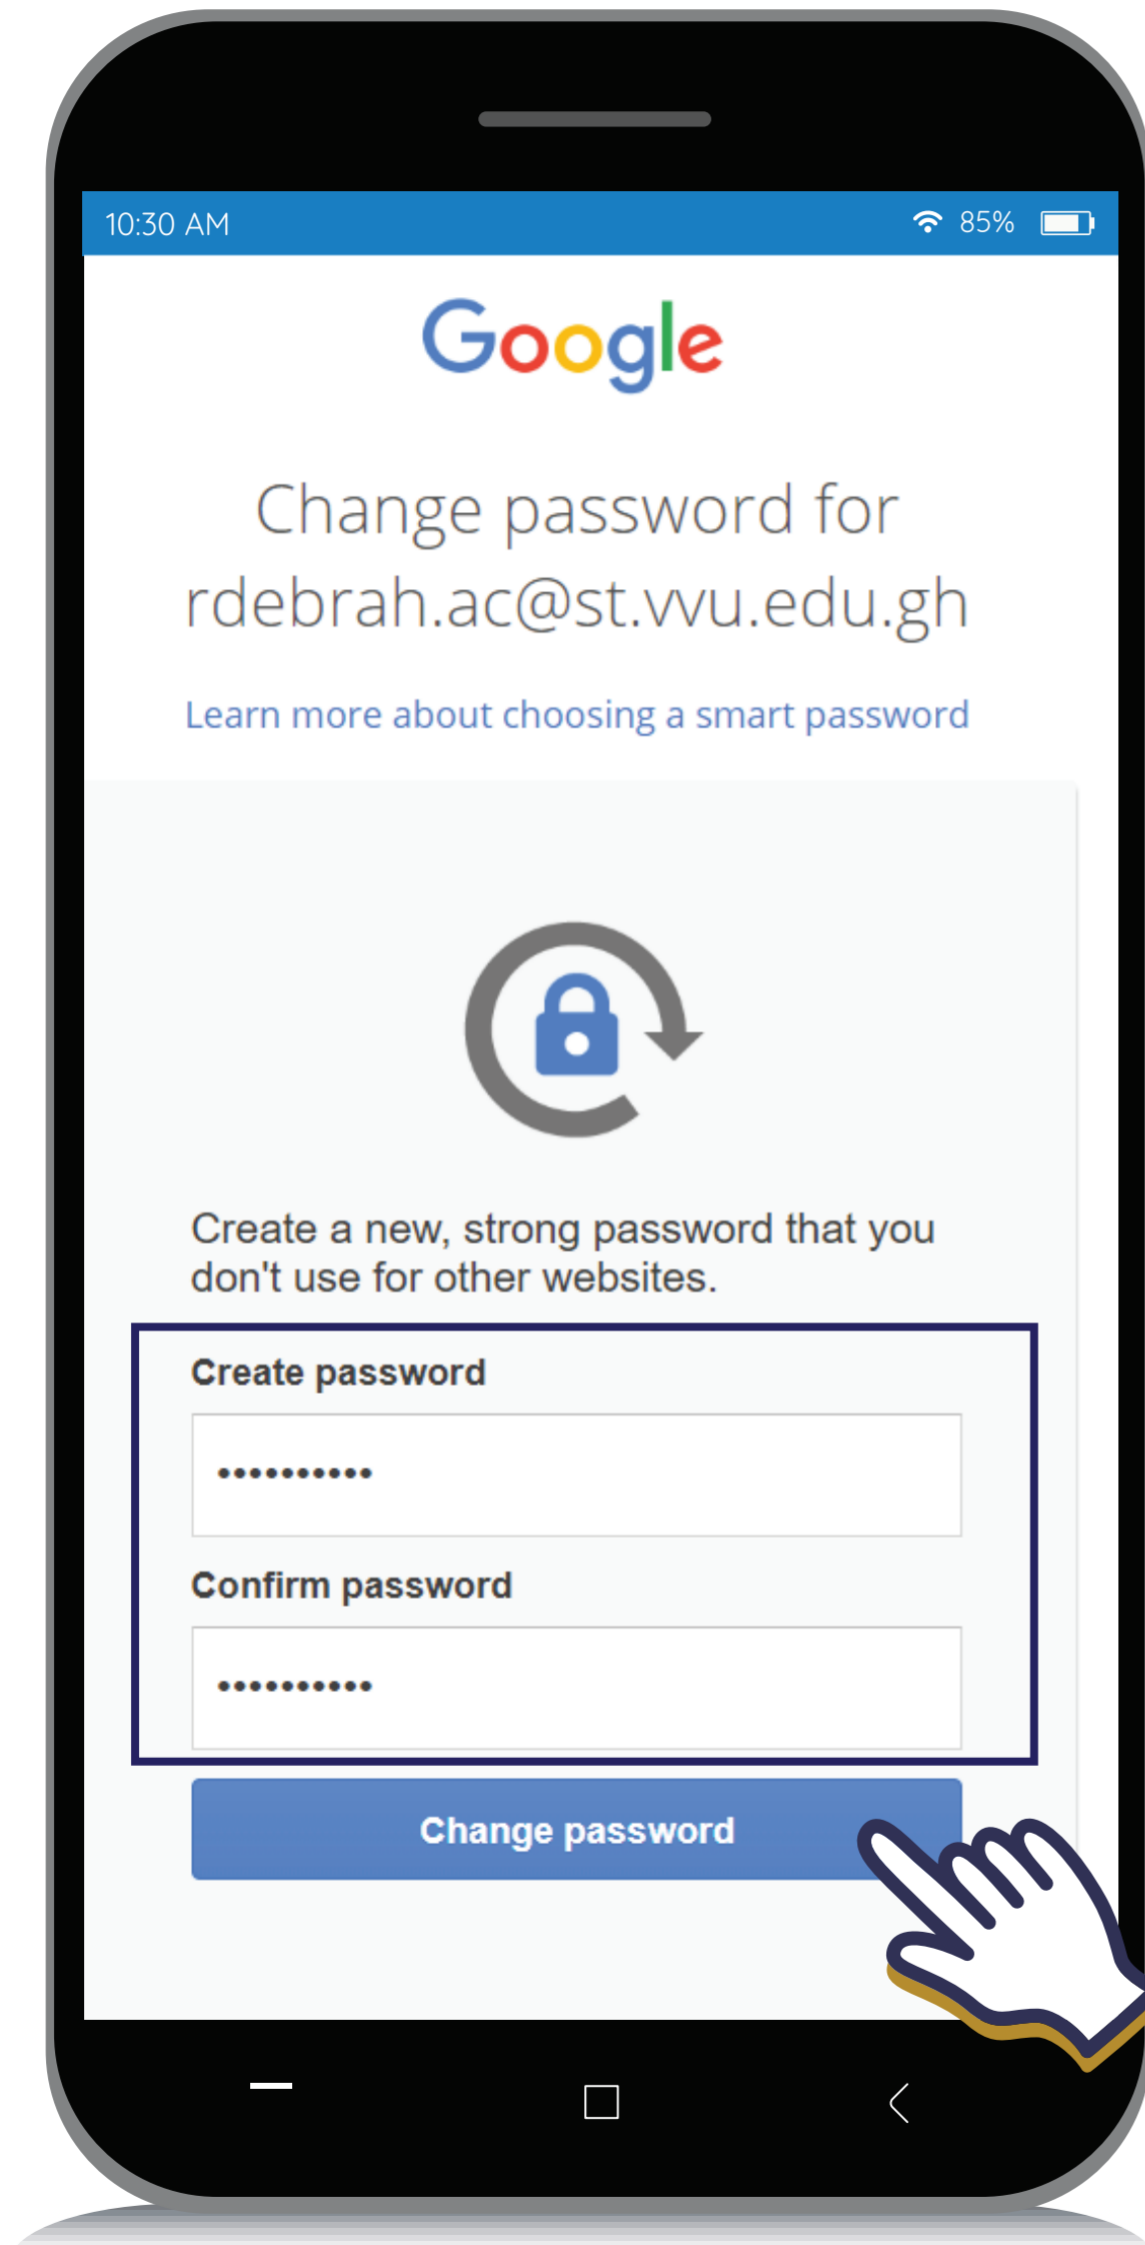 10:30 AM 85%
Google
Change password for
rdebrah.ac@st.vvu.edu.gh
Learn more about choosing a smart password
Create a new, strong password that you
don't use for other websites.
Create password
••••••••••
Confirm password
••••••••••
Change password